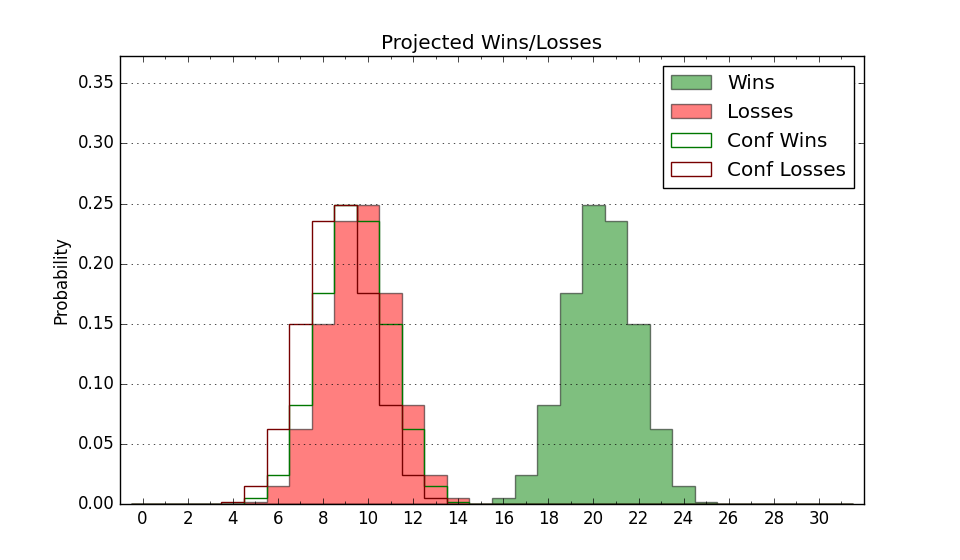 Projected Wins/Losses
0.35
0.30
0.25
0.20
0.15
0.10
0.05
0.00
Probability
Wins
Losses
Conf Wins
Conf Losses
0 2 4 6 8 10 12 14 16 18 20 22 24 26 28 30